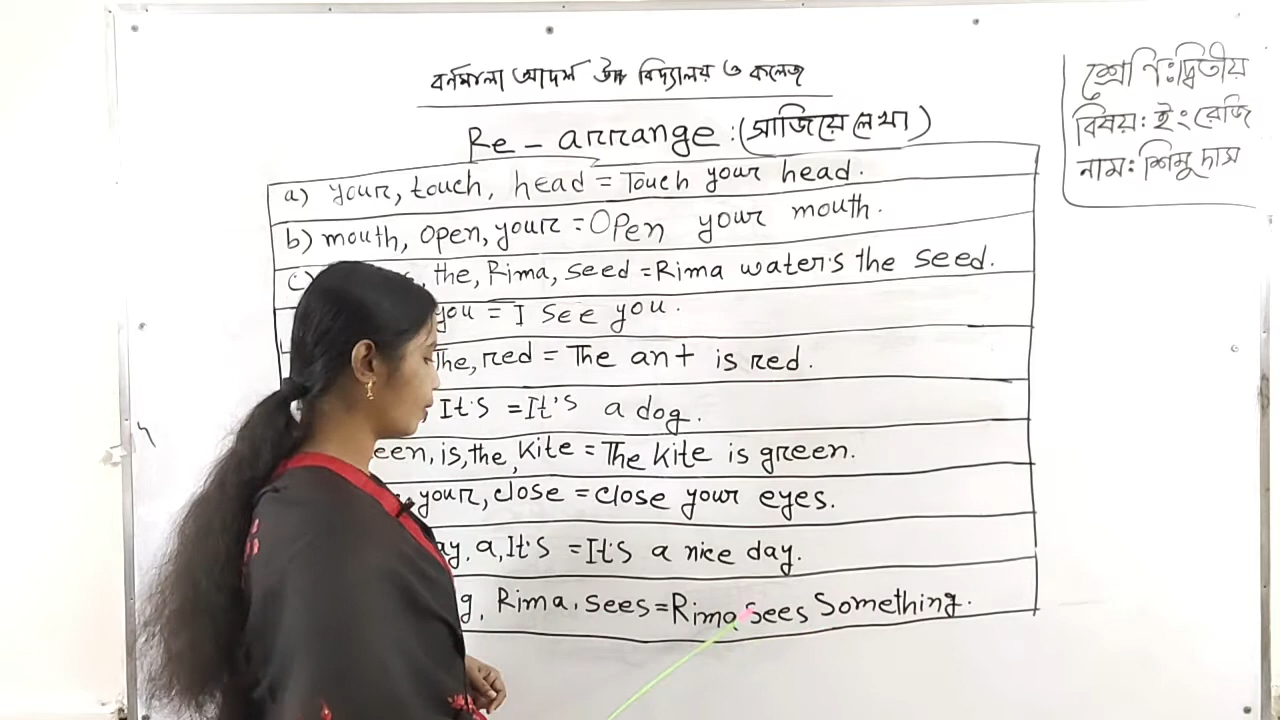 বর্ণমালা আদর্শ উচ্চ বিদ্যালয় ও কলেজ
শ্রেণি: দ্বিতীয়
বিষয়: ইংরেজি
নাম: শিমু দাস
Re-arrange: (সাজিয়ে লেখা)
a) your, touch, head = Touch your head.
b) mouth, open, your = Open your mouth.
c) the, Rima, seed = Rima waters the seed.
you = I see you.
The, red = The ant is red.
It's = It's a dog.
een, is, the, Kite = The kite is green.
your, close = close your eyes.
ay, a, It's = It's a nice day.
g, Rima, sees = Rima sees Something.